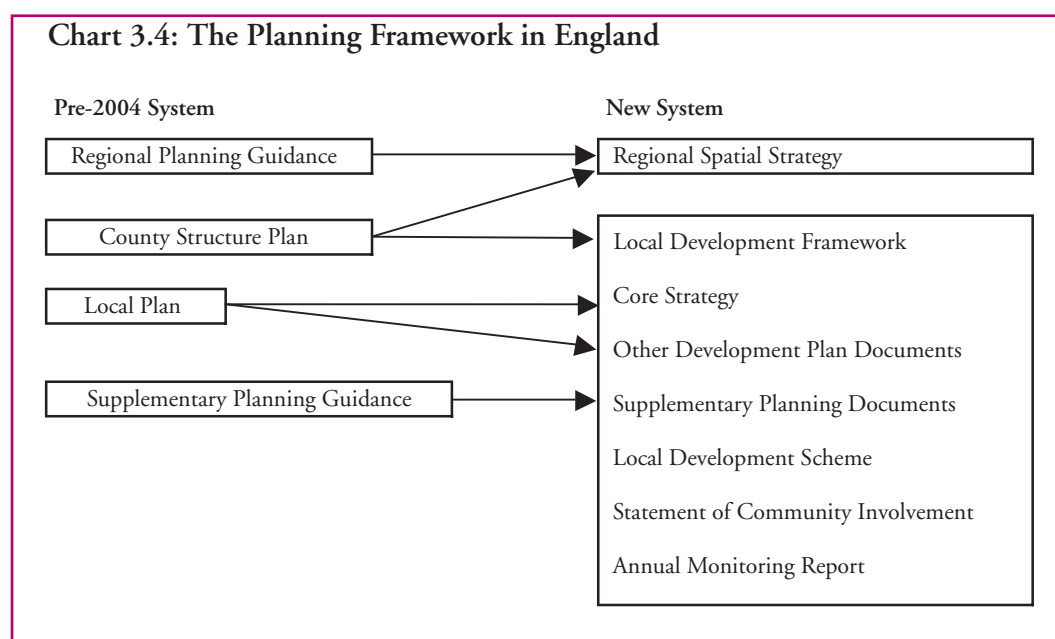 Chart 3.4: The Planning Framework in England
Pre-2004 System
New System
Regional Planning Guidance
Regional Spatial Strategy
County Structure Plan
Local Development Framework
Local Plan
Core Strategy
Other Development Plan Documents
Supplementary Planning Guidance
Supplementary Planning Documents
Local Development Scheme
Statement of Community Involvement
Annual Monitoring Report